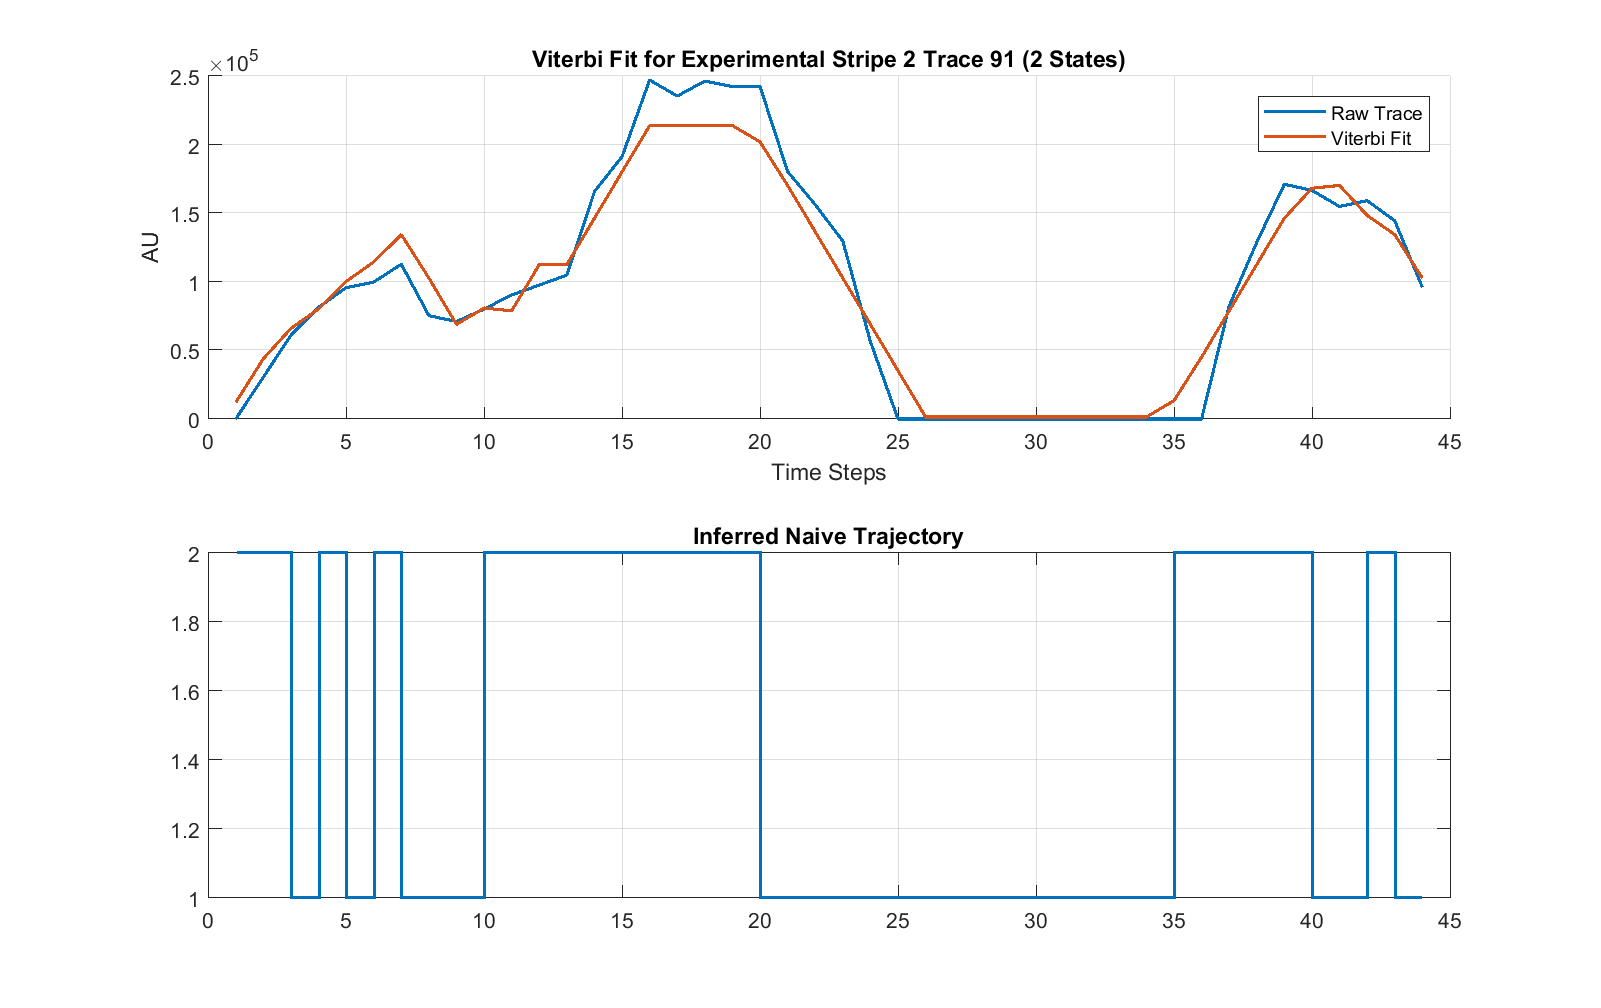 Viterbi Fit for Experimental Stripe 2 Trace 91 (2 States)
×10^5
2.5
2
1.5
1
0.5
0
AU
Raw Trace
Viterbi Fit
0 5 10 15 20 25 30 35 40 45
Time Steps
Inferred Naive Trajectory
2
1.8
1.6
1.4
1.2
1
0 5 10 15 20 25 30 35 40 45